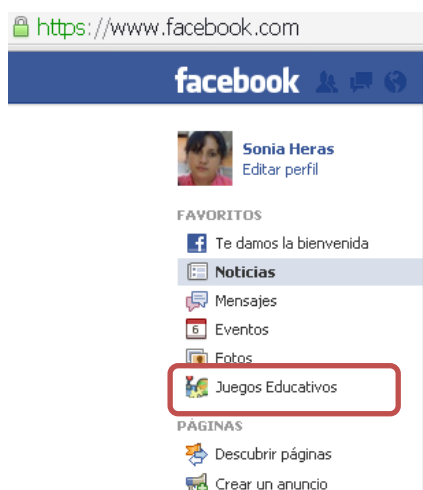 https://www.facebook.com
facebook
Sonia Heras
Editar perfil
FAVORITOS
Te damos la bienvenida
Noticias
Mensajes
6 Eventos
Fotos
Juegos Educativos
PÁGINAS
Descubrir páginas
Crear un anuncio